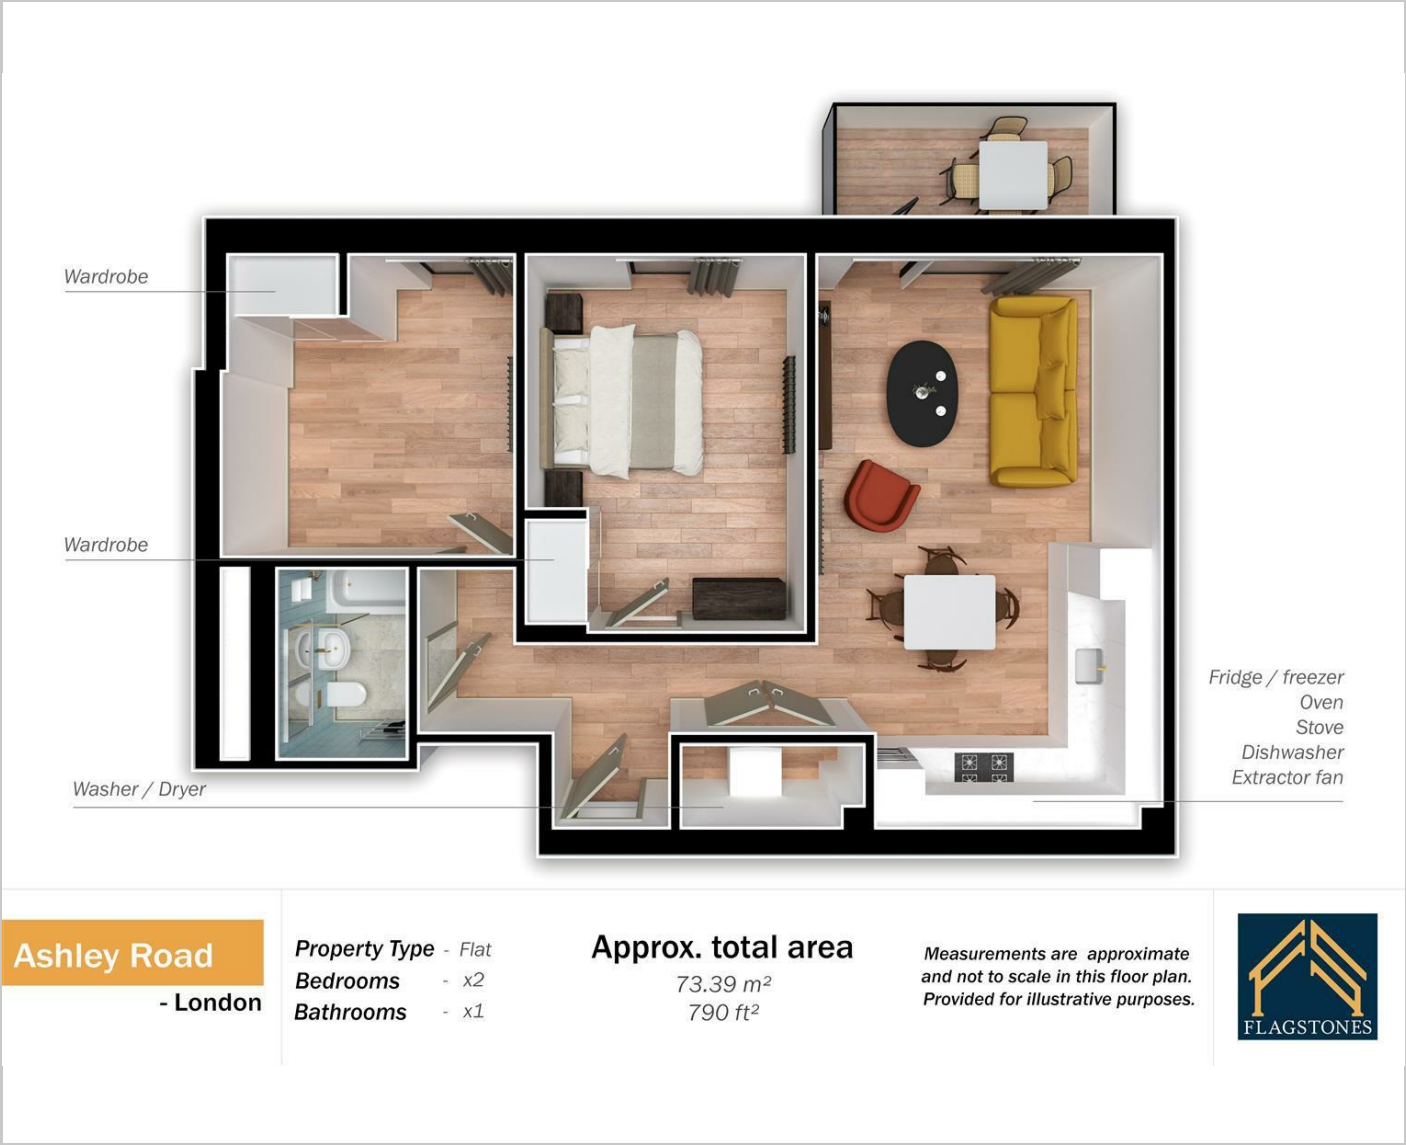 Wardrobe
Wardrobe
Washer / Dryer
Fridge / freezer
Oven
Stove
Dishwasher
Extractor fan
Ashley Road
- London
Property Type - Flat
Bedrooms - x2
Bathrooms - x1
Approx. total area
73.39 m²
790 ft²
Measurements are approximate
and not to scale in this floor plan.
Provided for illustrative purposes.
FLAGSTONES